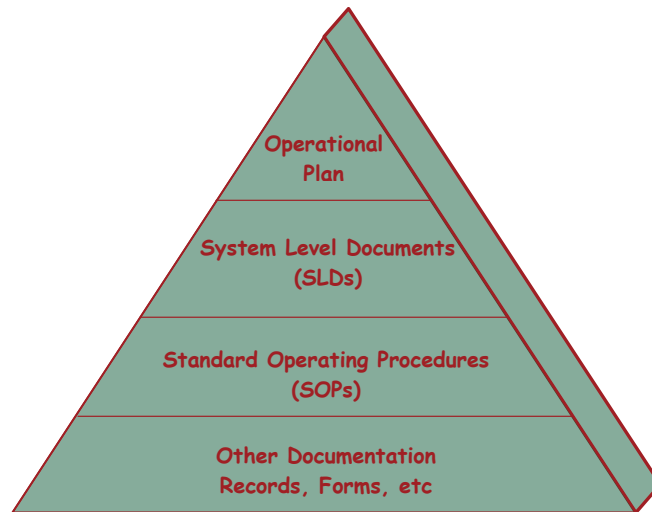 Operational
Plan
System Level Documents
(SLDs)
Standard Operating Procedures
(SOPs)
Other Documentation
Records, Forms, etc